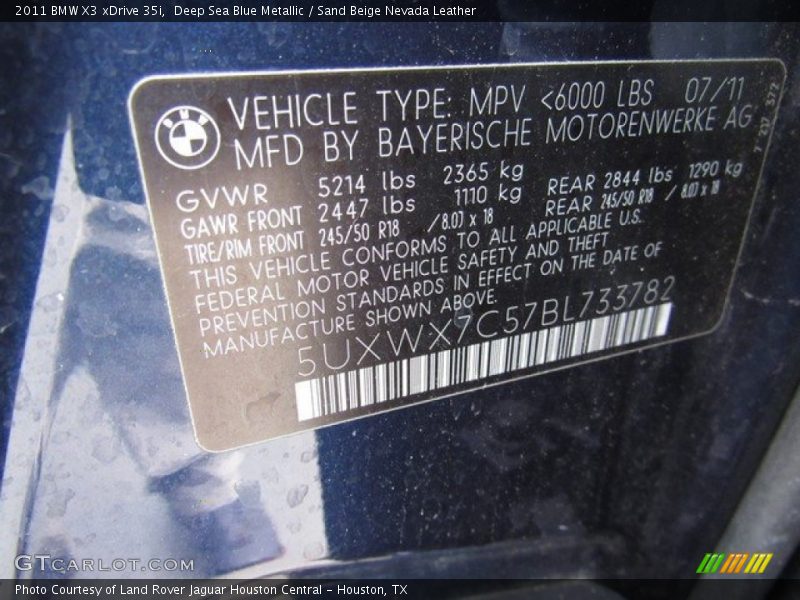 2011 BMW X3 xDrive 35i,  Deep Sea Blue Metallic / Sand Beige Nevada Leather
BMW
VEHICLE TYPE: MPV <6000 LBS 07/11
MFD BY BAYERISCHE MOTORENWERKE AG
GVWR 5214 lbs 2365 kg
GAWR FRONT 2447 lbs 1110 kg REAR 2844 lbs 1290 kg
TIRE/RIM FRONT 245/50 R18 /8.0J x 18 REAR 245/50 R18 / 8.0J x 18
THIS VEHICLE CONFORMS TO ALL APPLICABLE U.S.
FEDERAL MOTOR VEHICLE SAFETY AND THEFT
PREVENTION STANDARDS IN EFFECT ON THE DATE OF
MANUFACTURE SHOWN ABOVE.
5UXWX7C57BL733782
GTCARLOT.COM
Photo Courtesy of Land Rover Jaguar Houston Central - Houston, TX